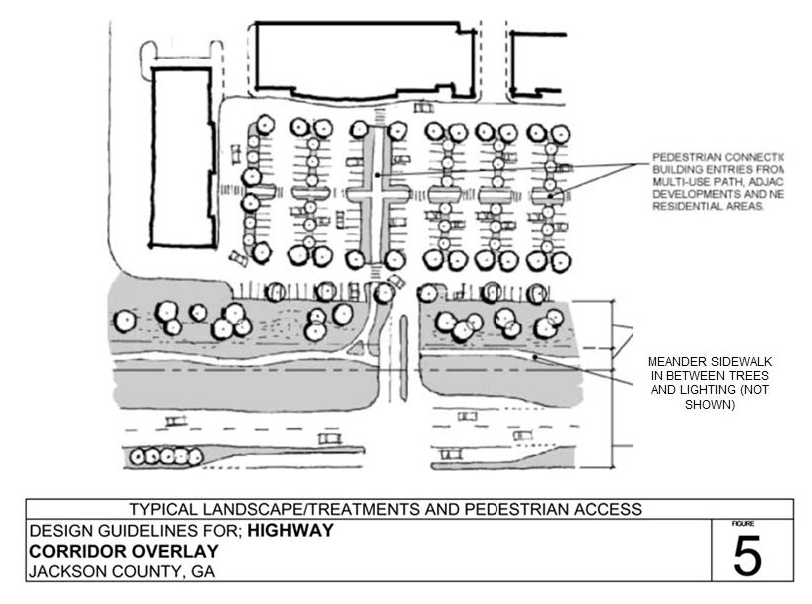 PEDESTRIAN CONNECTI
BUILDING ENTRIES FROM
MULTI-USE PATH, ADJAC
DEVELOPMENTS AND NE
RESIDENTIAL AREAS.
MEANDER SIDEWALK
IN BETWEEN TREES
AND LIGHTING (NOT
SHOWN)
TYPICAL LANDSCAPE/TREATMENTS AND PEDESTRIAN ACCESS
DESIGN GUIDELINES FOR; HIGHWAY
CORRIDOR OVERLAY
JACKSON COUNTY, GA
FIGURE
5